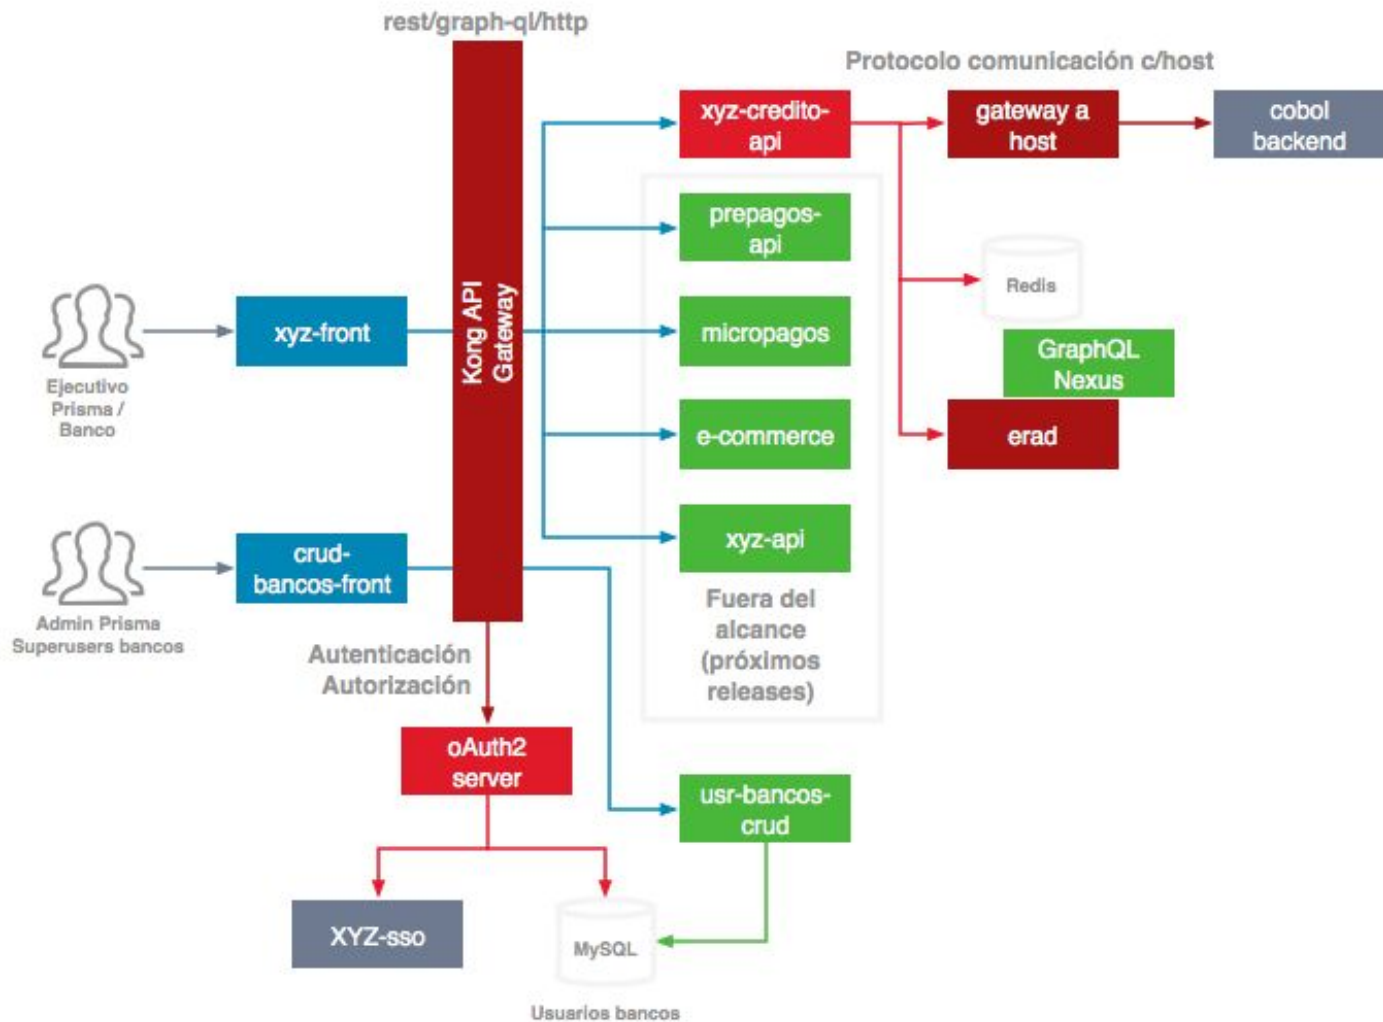 rest/graph-ql/http
Protocolo comunicación c/host
xyz-credito-
api
gateway a
host
cobol
backend
prepagos-
api
Redis
Kong API
Gateway
xyz-front
micropagos
GraphQL
Nexus
Ejecutivo
Prisma /
Banco
e-commerce
erad
crud-
bancos-front
xyz-api
Admin Prisma
Superusers bancos
Fuera del
alcance
(próximos
releases)
Autenticación
Autorización
oAuth2
server
usr-bancos-
crud
XYZ-sso
MySQL
Usuarios bancos